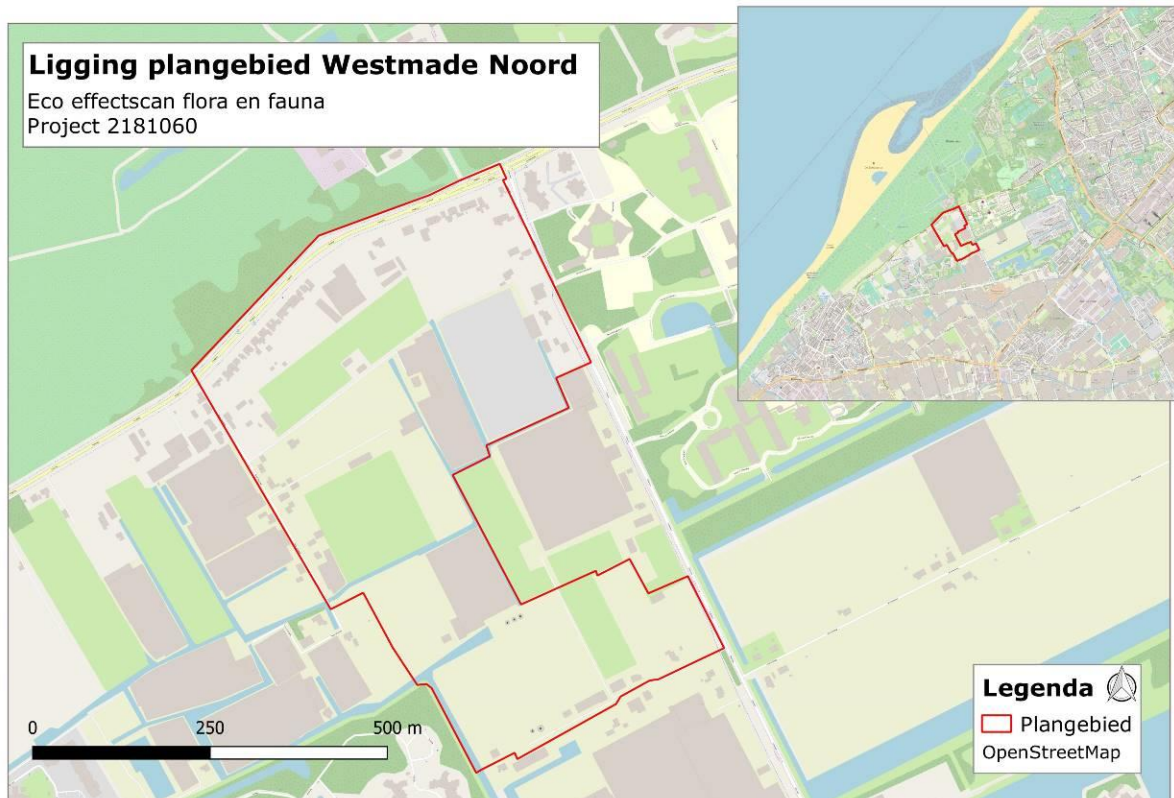 Ligging plangebied Westmade Noord
Eco effectscan flora en fauna
Project 2181060
0 250 500 m
Legenda
Plangebied
OpenStreetMap